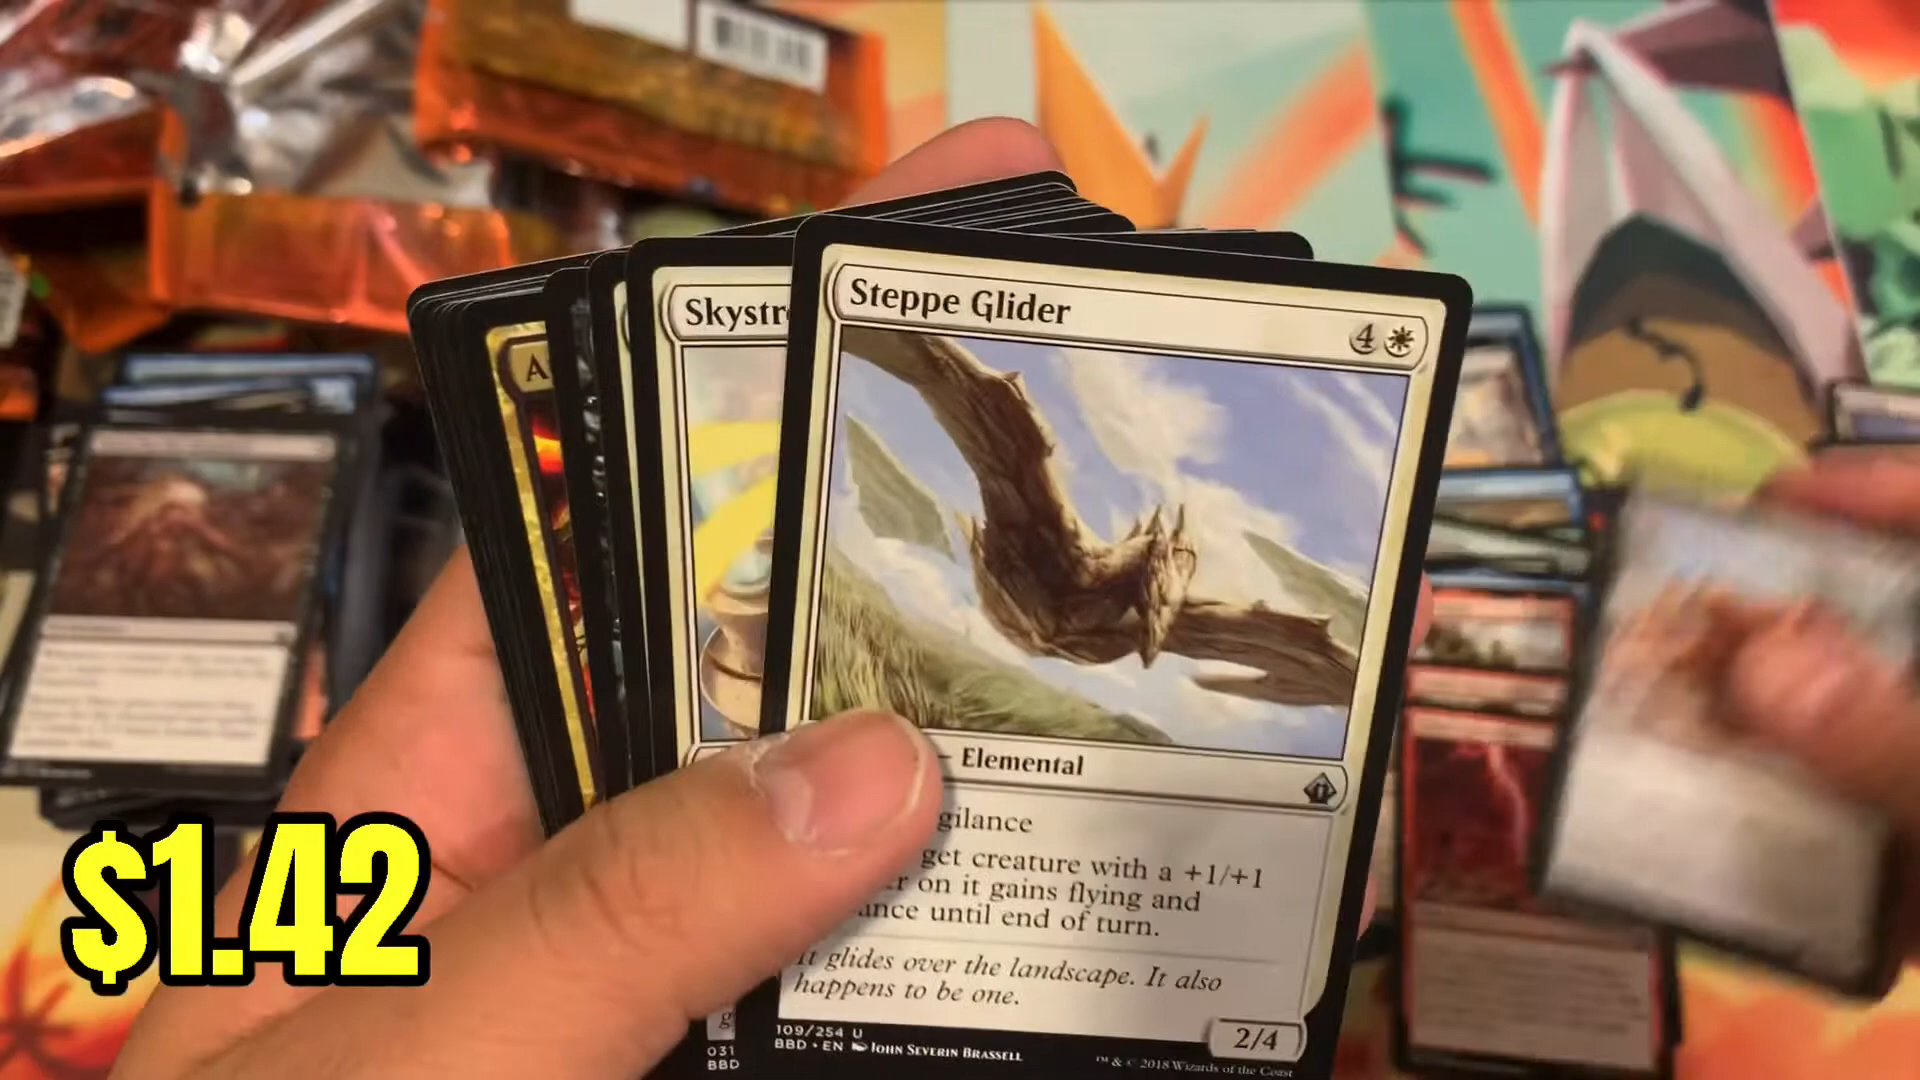 Steppe Glider
4
Skystr
A
- Elemental
gilance
get creature with a +1/+1
r on it gains flying and
ance until end of turn.
It glides over the landscape. It also
happens to be one.
2/4
109/254 U
BBD • EN JOHN SEVERIN BRASSELL
™ & © 2018 Wizards of the Coast
g
031
BBD
$1.42